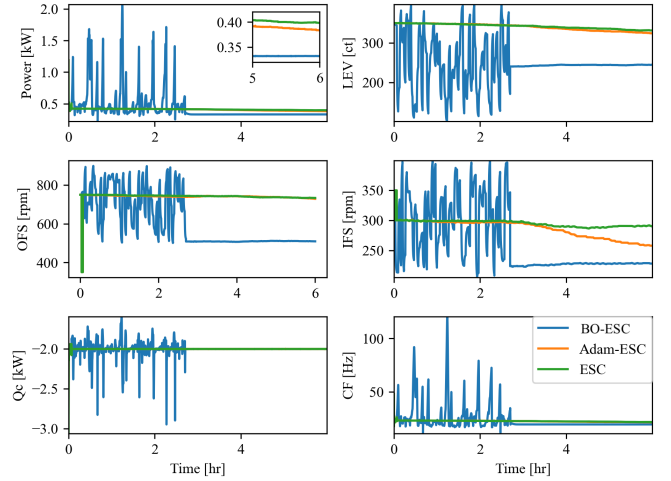 2.0
1.5
1.0
0.5
Power [kW]
0 2 4
0.40
0.35
5 6
300
200
LEV [ct]
0 2 4
800
600
400
OFS [rpm]
0 2 4 6
350
300
250
IFS [rpm]
0 2 4
−2.0
−2.5
−3.0
Qc [kW]
0 2 4
Time [hr]
100
50
CF [Hz]
BO-ESC
Adam-ESC
ESC
0 2 4
Time [hr]